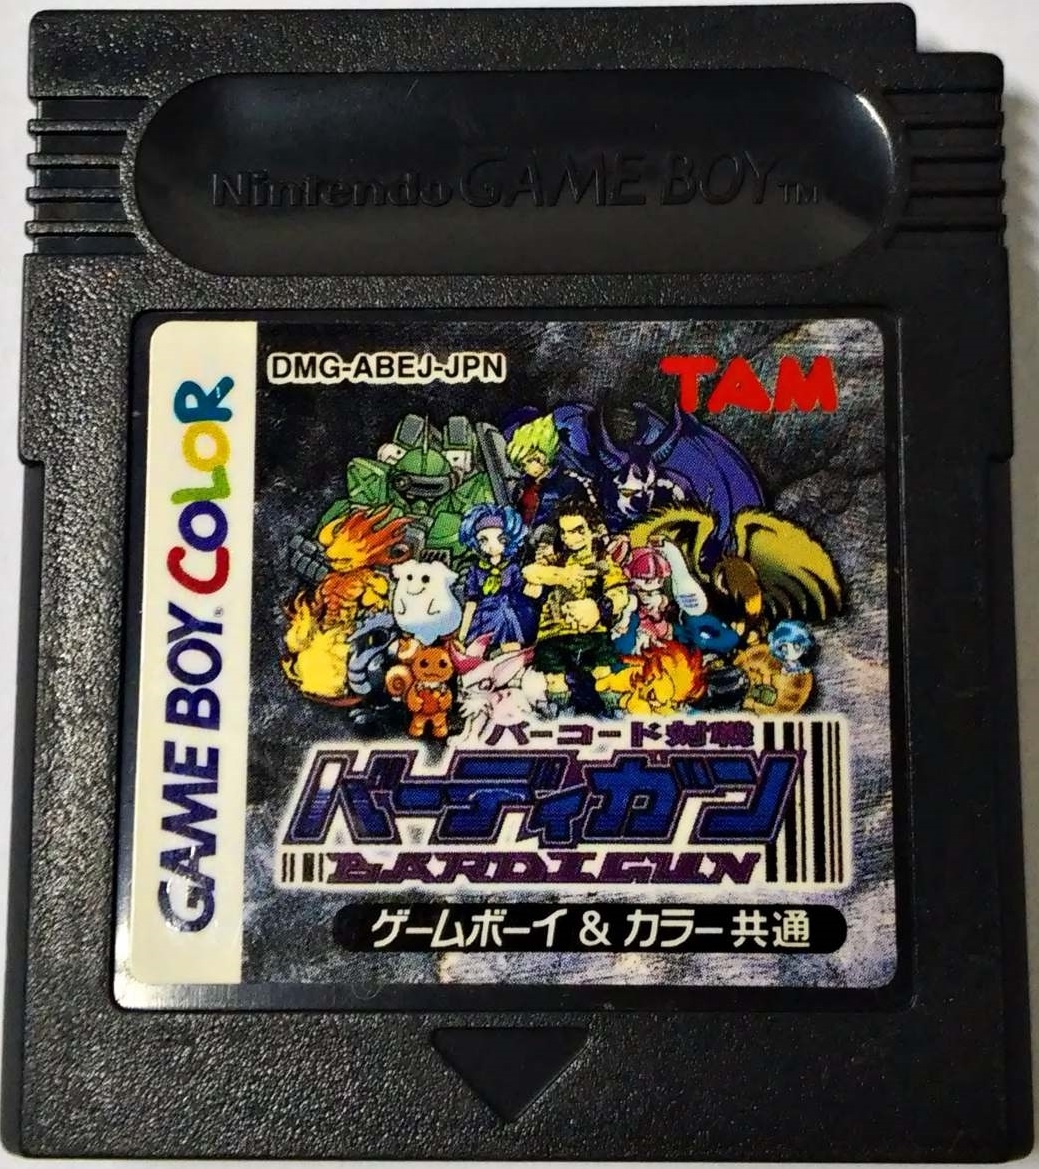 Nintendo GAME BOY™
DMG-ABEJ-JPN
TAM
GAME BOY COLOR
バーコード対戦
バーディガン
BARDIGUN
ゲームボーイ & カラー共通